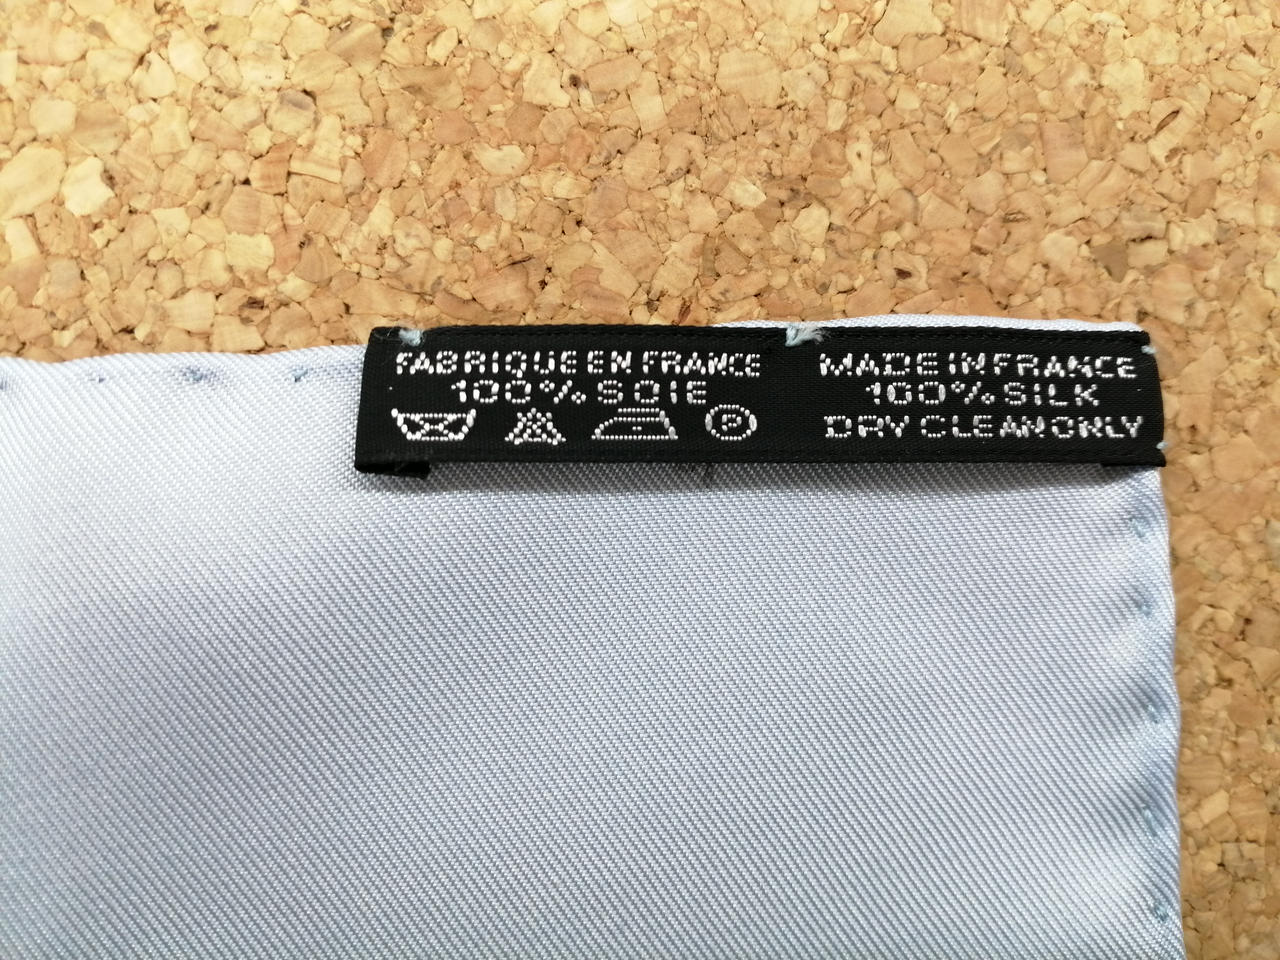 FABRIQUE EN FRANCE
100% SOIE
P
MADE IN FRANCE
100% SILK
DRY CLEAN ONLY